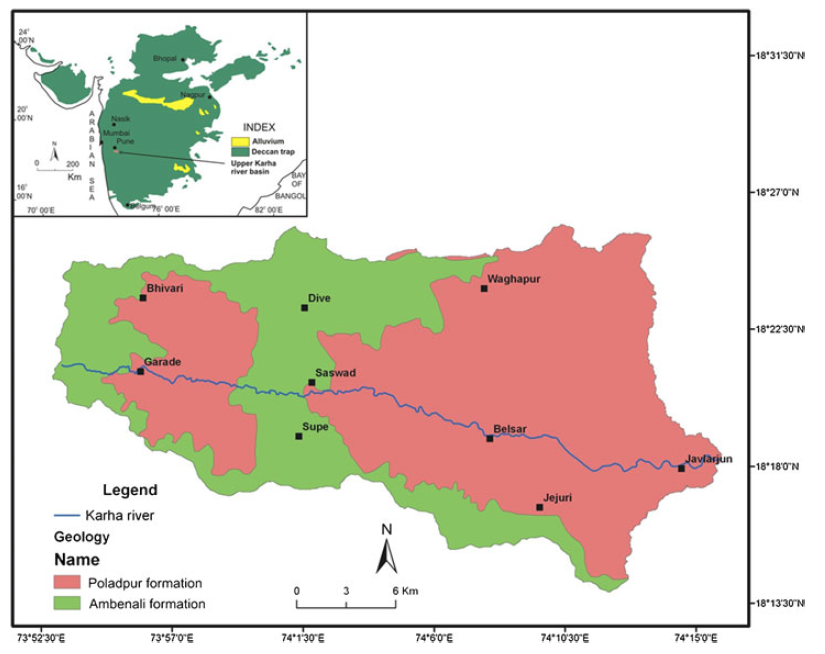 24°
00'N
20°
00'N
16°
00'N
70° 00'E
76° 00'E
82° 00'E
Bhopal
Nagpur
Nasik
Mumbai
Pune
Belgum
ARABIAN SEA
N
0 200
Km
INDEX
Alluvium
Deccan trap
Upper Karha
river basin
BAY
OF
BANGOL
18°31'30"N
18°27'0"N
18°22'30"N
18°18'0"N
18°13'30"N
Bhivari
Dive
Waghapur
Garade
Saswad
Supe
Belsar
Javlarjun
Jejuri
Legend
Karha river
Geology
Name
Poladpur formation
Ambenali formation
N
0 3 6 Km
73°52'30"E
73°57'0"E
74°1'30"E
74°6'0"E
74°10'30"E
74°15'0"E